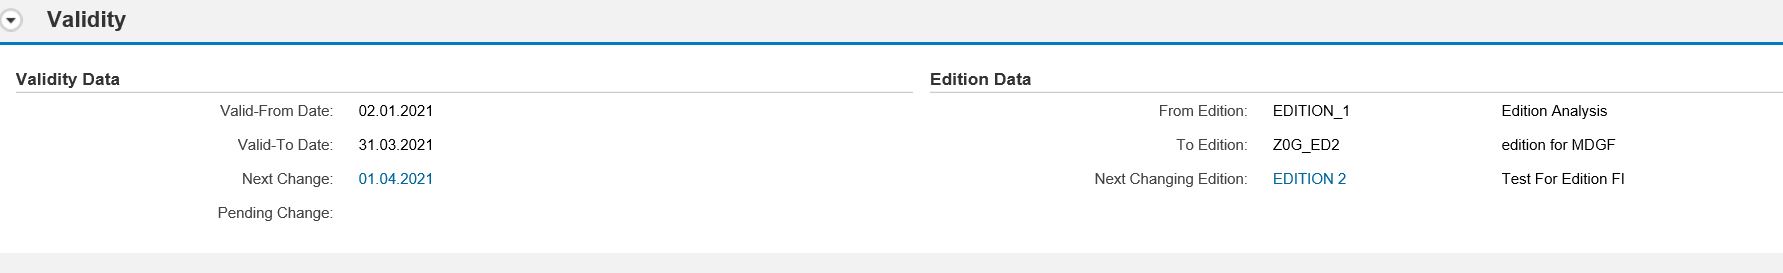 Validity
Validity Data
Valid-From Date: 02.01.2021
Valid-To Date: 31.03.2021
Next Change: 01.04.2021
Pending Change:
Edition Data
From Edition: EDITION_1 Edition Analysis
To Edition: Z0G_ED2 edition for MDGF
Next Changing Edition: EDITION 2 Test For Edition FI